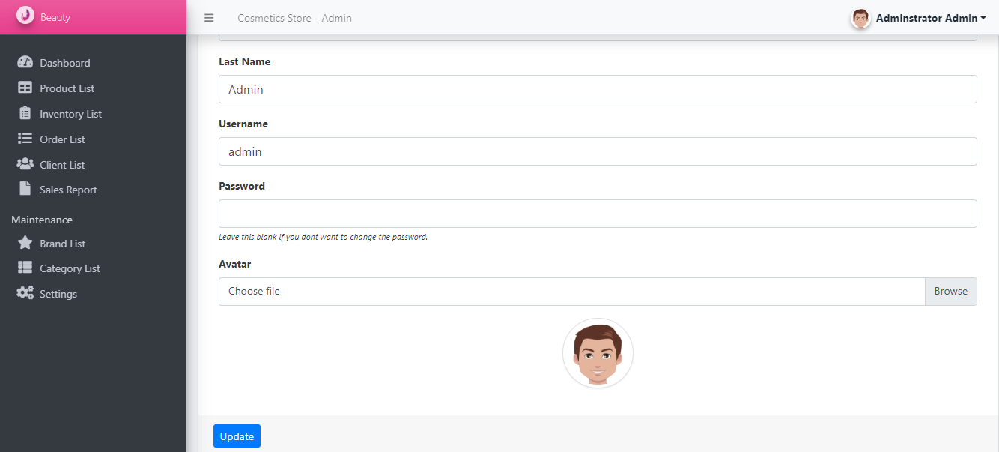 Beauty
Cosmetics Store - Admin
Adminstrator Admin
Dashboard
Product List
Inventory List
Order List
Client List
Sales Report
Maintenance
Brand List
Category List
Settings
Last Name
Admin
Username
admin
Password
Leave this blank if you dont want to change the password.
Avatar
Choose file
Browse
Update